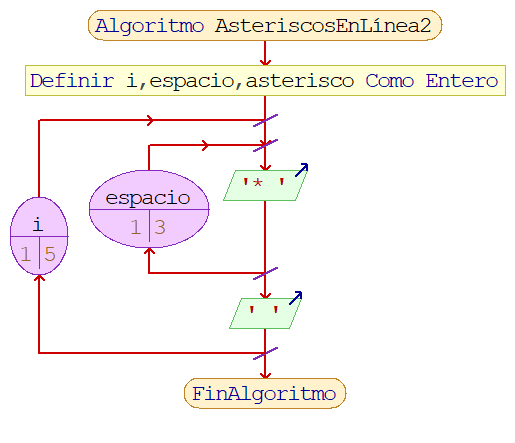 Algoritmo AsteriscosEnLínea2
Definir i,espacio,asterisco Como Entero
espacio
1 3
'* '
i
1 5
' '
FinAlgoritmo